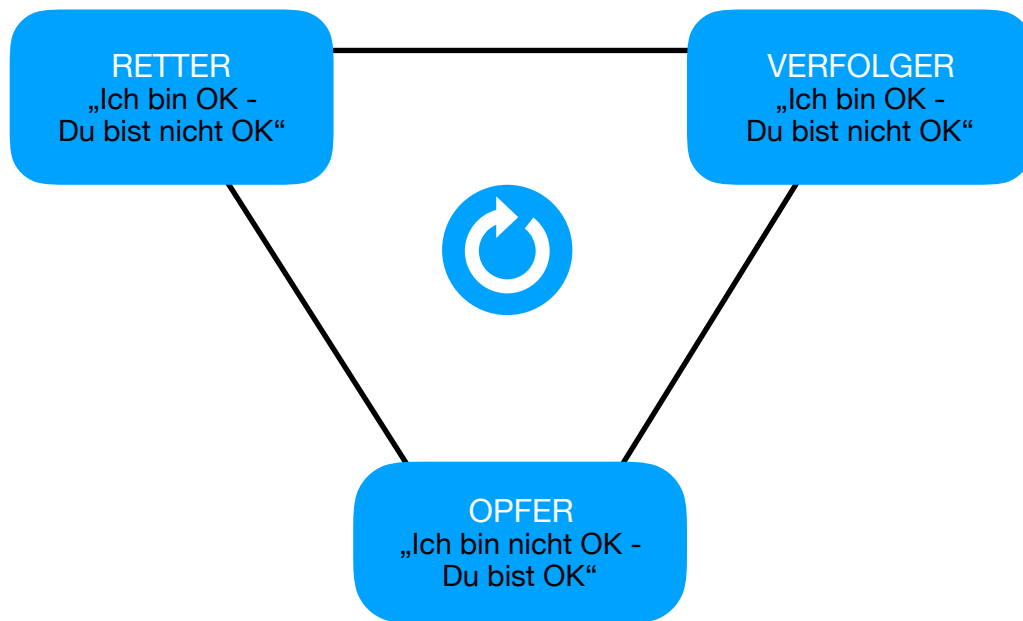 RETTER
„Ich bin OK -
Du bist nicht OK“
VERFOLGER
„Ich bin OK -
Du bist nicht OK“
OPFER
„Ich bin nicht OK -
Du bist OK“